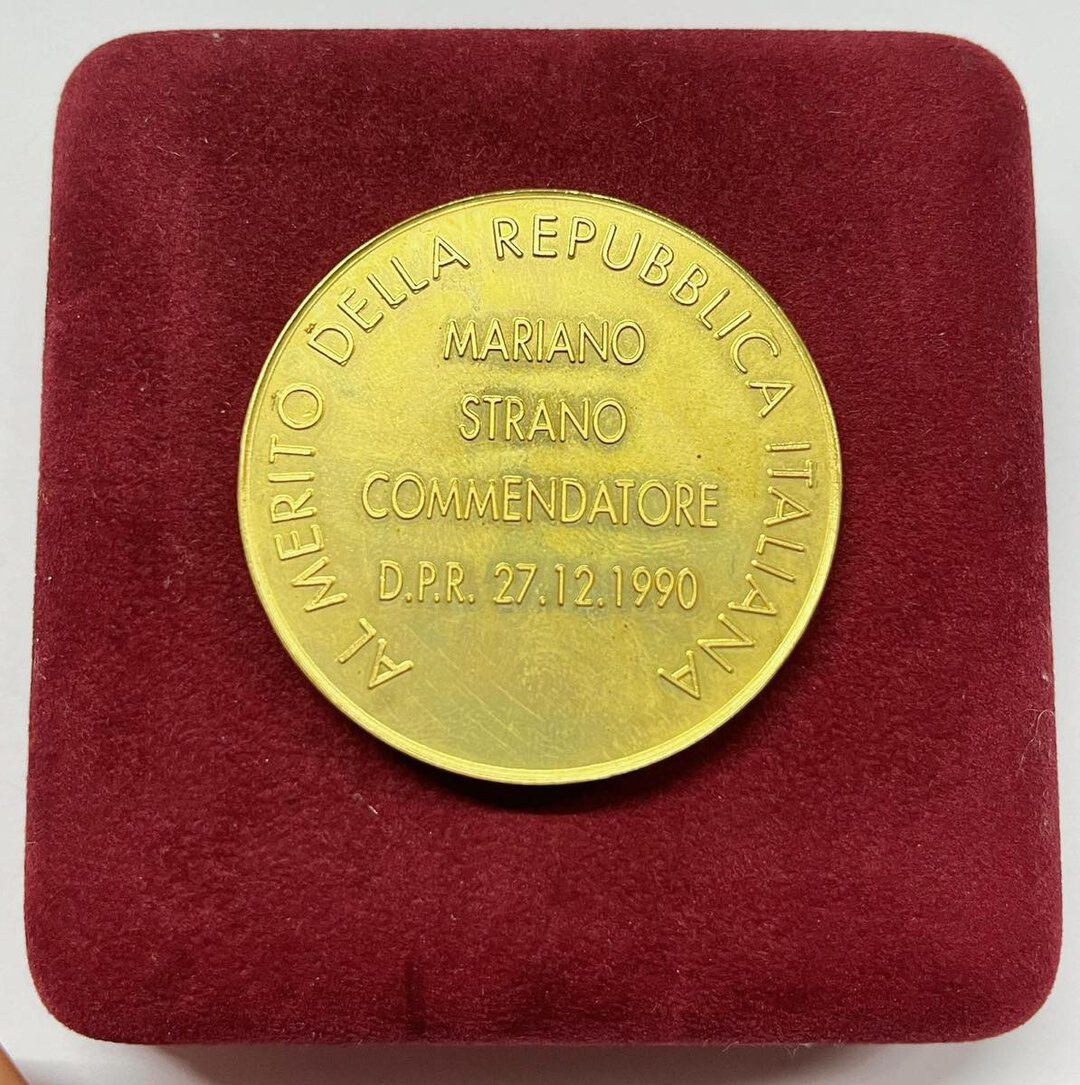 AL MERITO DELLA REPUBBLICA ITALIANA
MARIANO
STRANO
COMMENDATORE
D.P.R. 27.12.1990